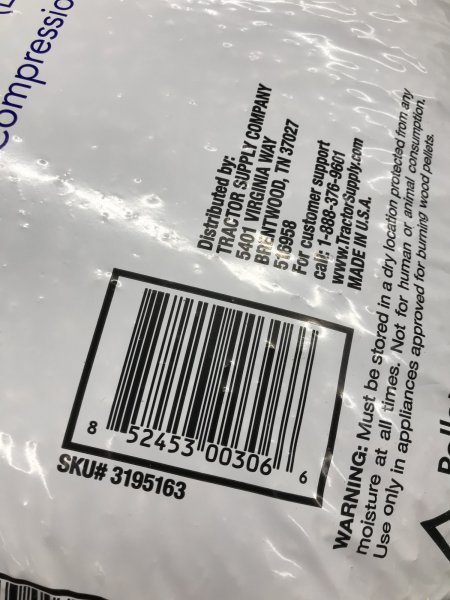 ompressio
Distributed by:
TRACTOR SUPPLY COMPANY
5401 VIRGINIA WAY
BRENTWOOD, TN 37027
516958
For customer support
call: 1-888-376-9601
www.TractorSupply.com
MADE IN U.S.A.
8 52453 00306 6
SKU# 3195163
WARNING: Must be stored in a dry location protected from any
moisture at all times. Not for human or animal consumption.
Use only in appliances approved for burning wood pellets.